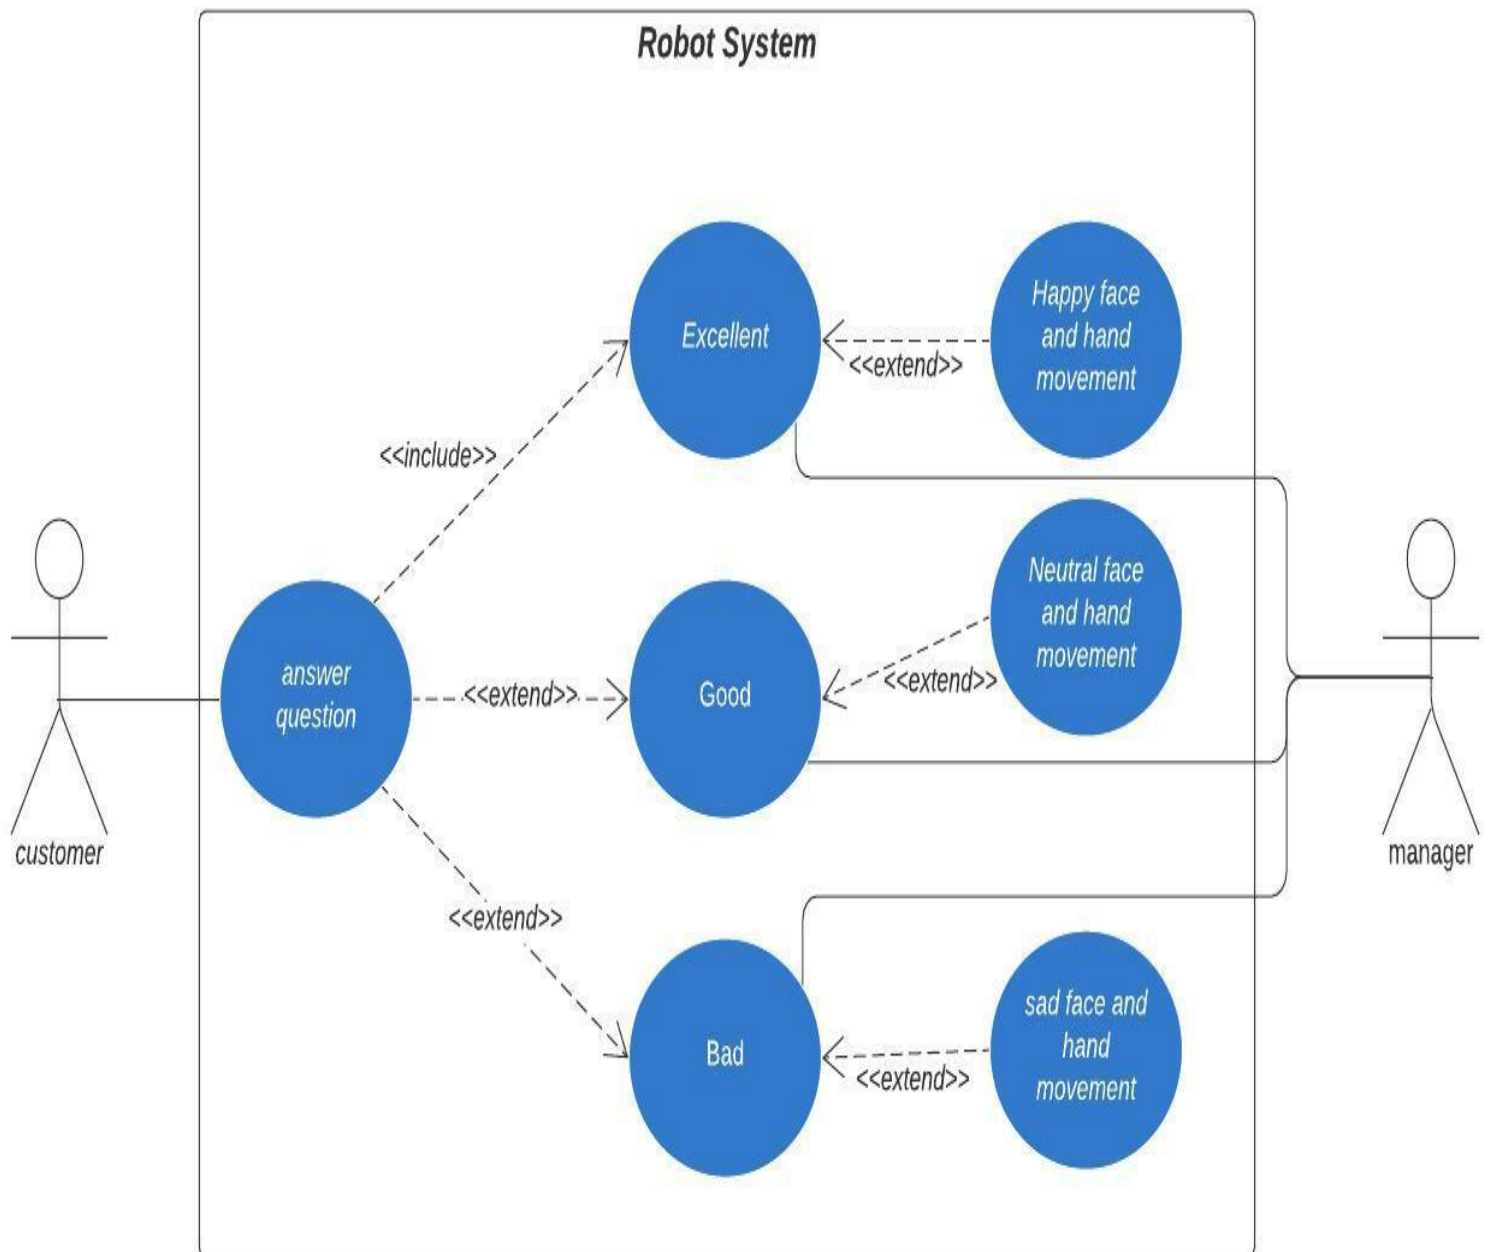 Robot System
Excellent
Happy face
and hand
movement
<<extend>>
<<include>>
Neutral face
and hand
movement
answer
question
<<extend>>
Good
<<extend>>
customer
manager
<<extend>>
Bad
sad face and
hand
movement
<<extend>>